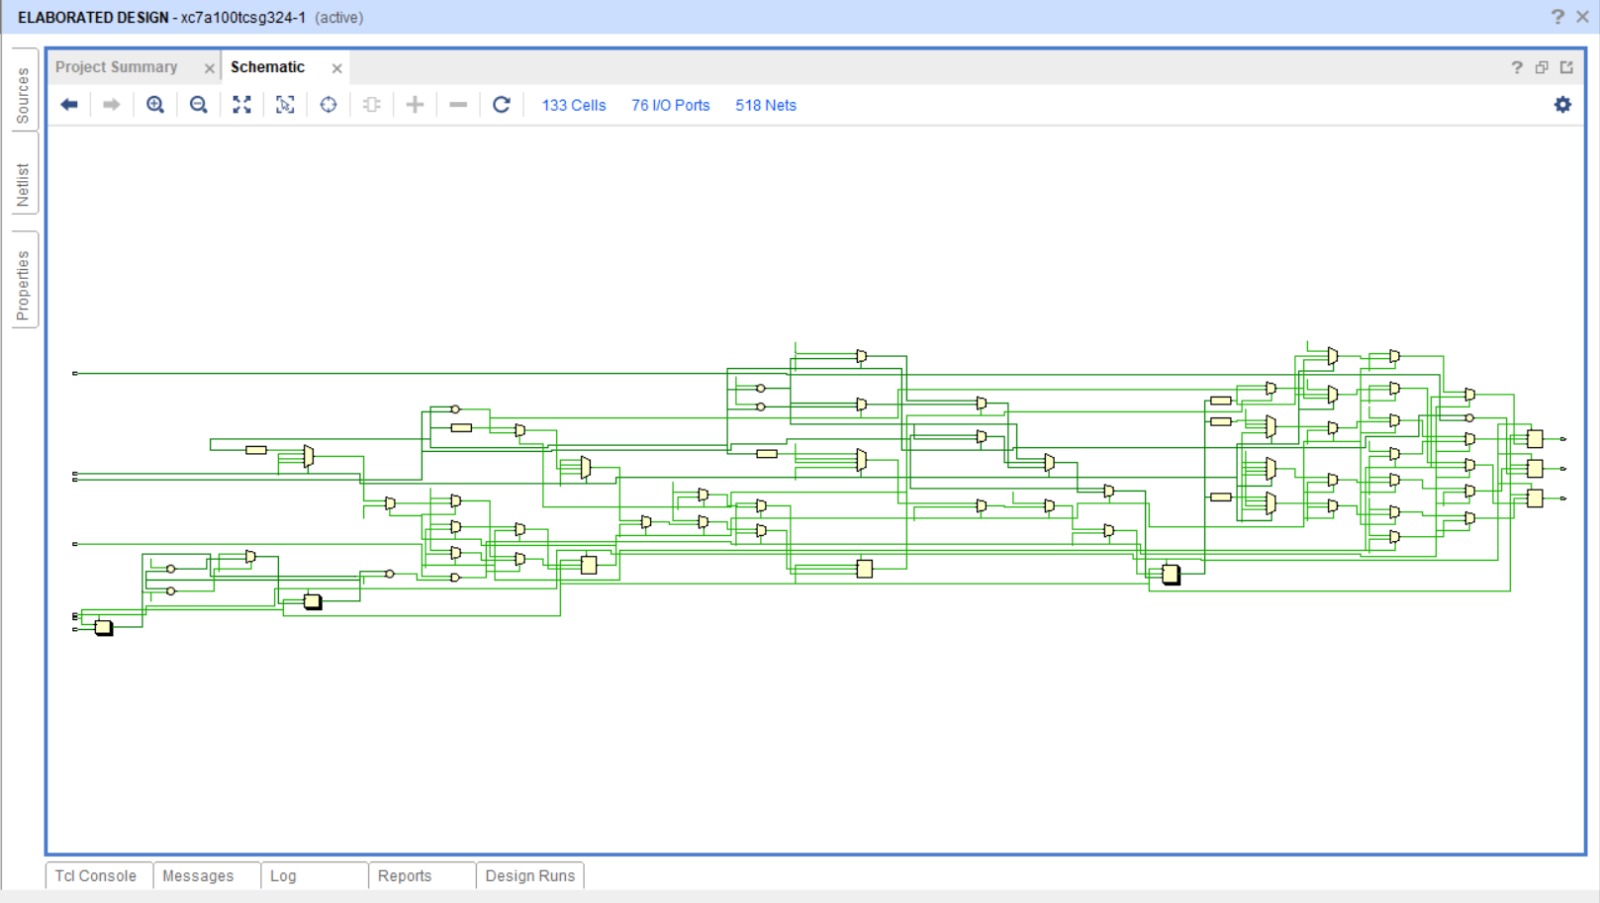 ELABORATED DESIGN - xc7a100tcsg324-1 (active)
Sources
Netlist
Properties
Project Summary
Schematic
133 Cells
76 I/O Ports
518 Nets
Tcl Console
Messages
Log
Reports
Design Runs